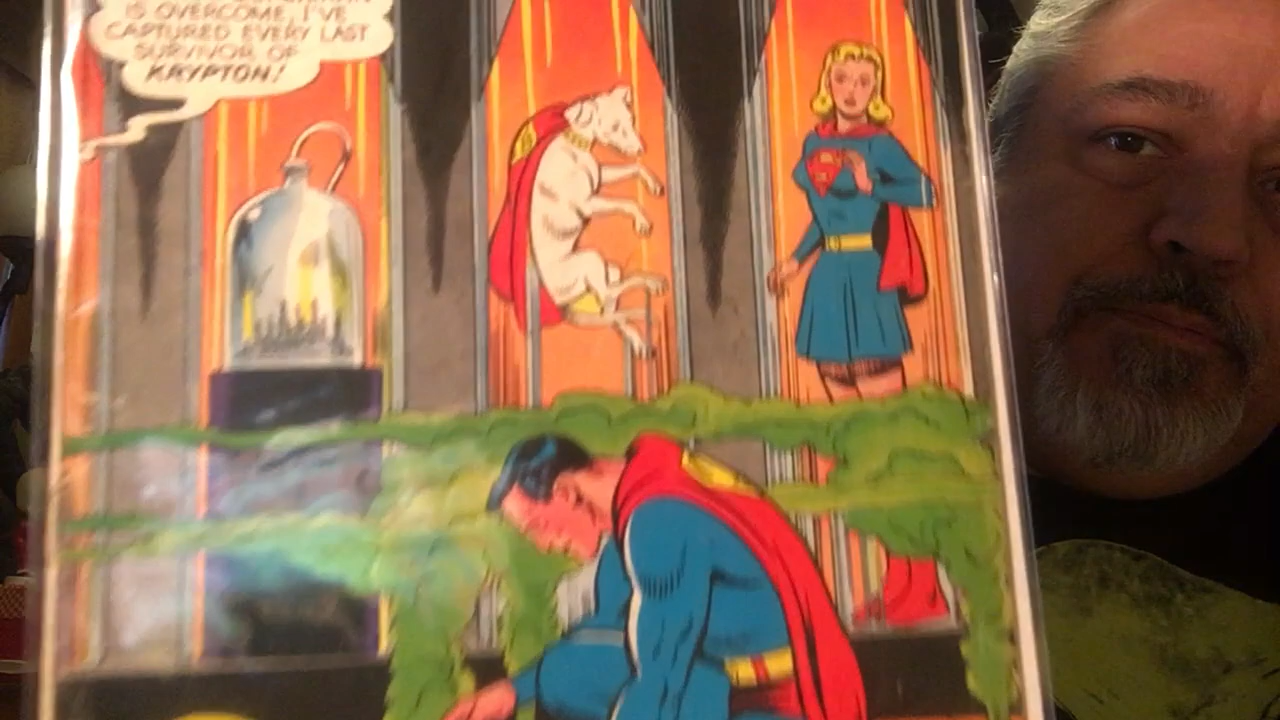 IS OVERCOME, I'VE
CAPTURED EVERY LAST
SURVIVOR OF
KRYPTON!